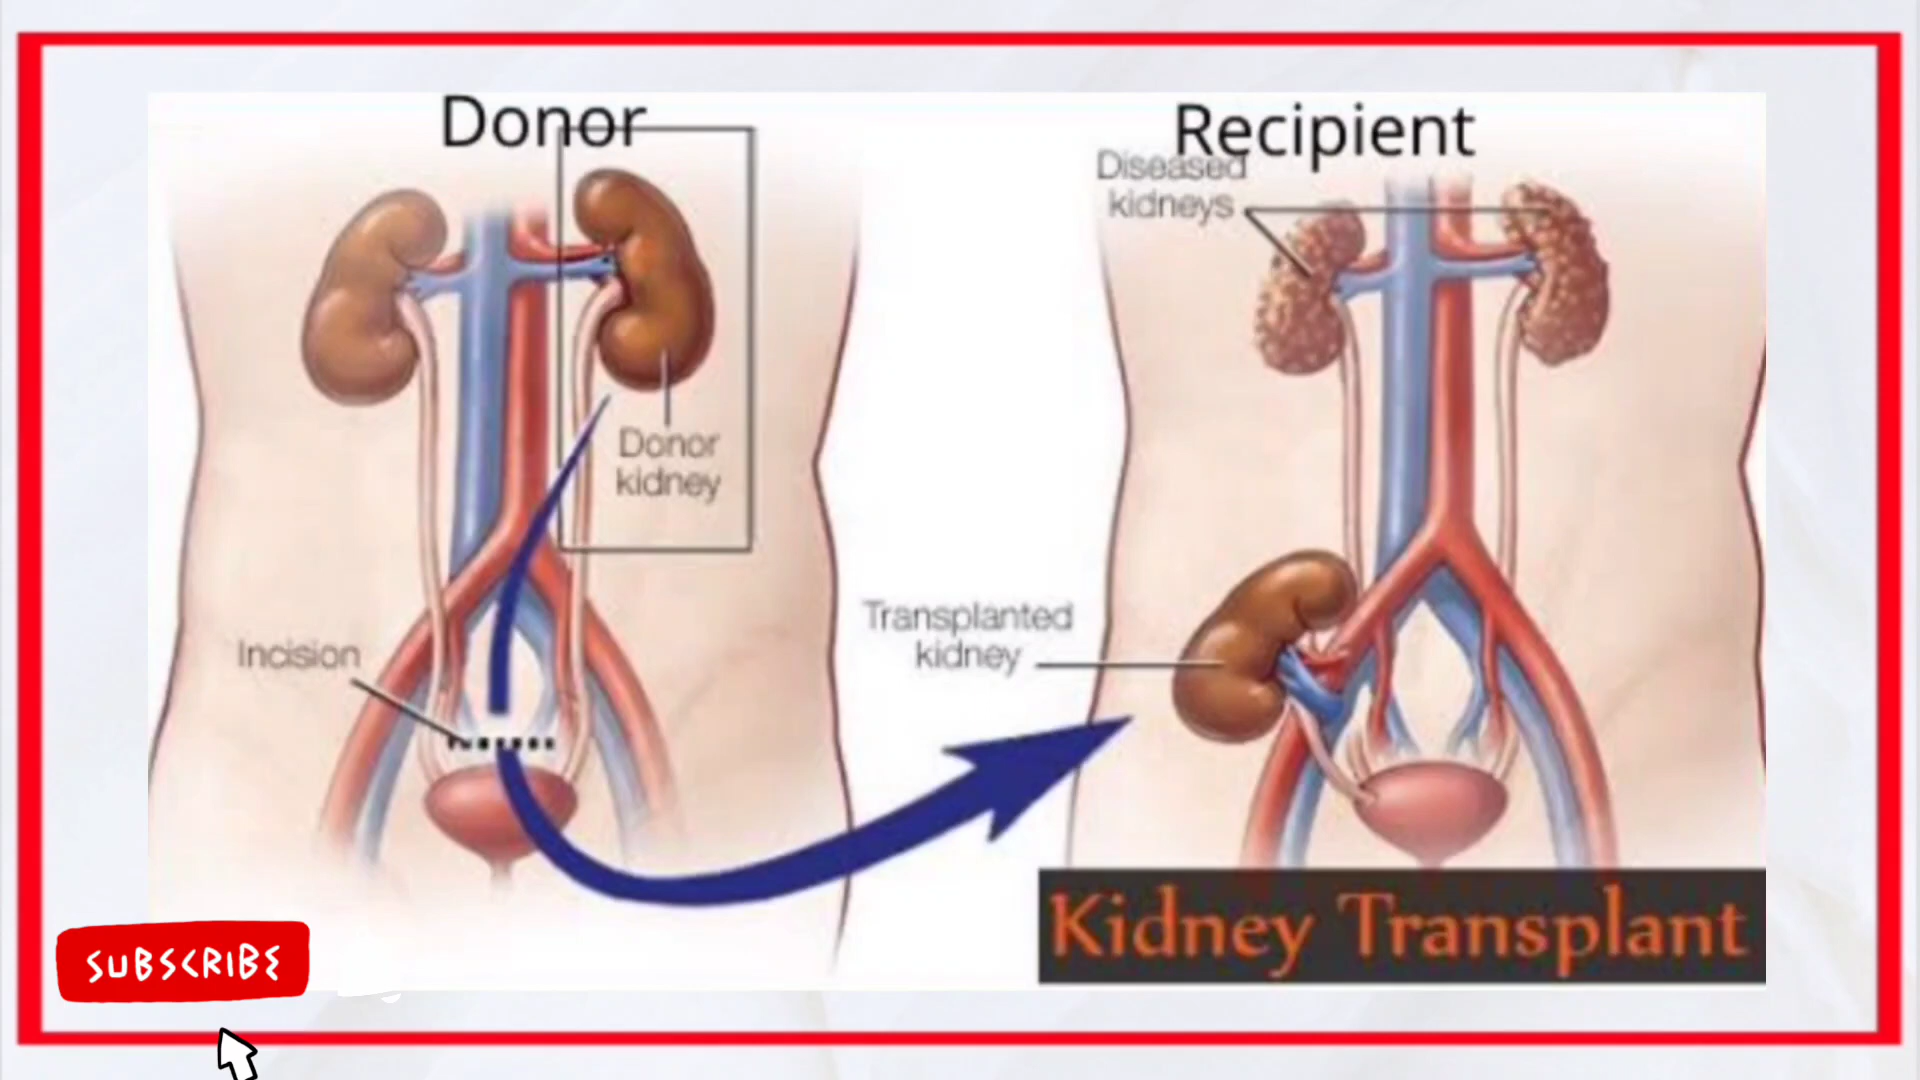 Donor
Recipient
Diseased
kidneys
Donor
kidney
Incision
Transplanted
kidney
Kidney Transplant
SUBSCRIBE